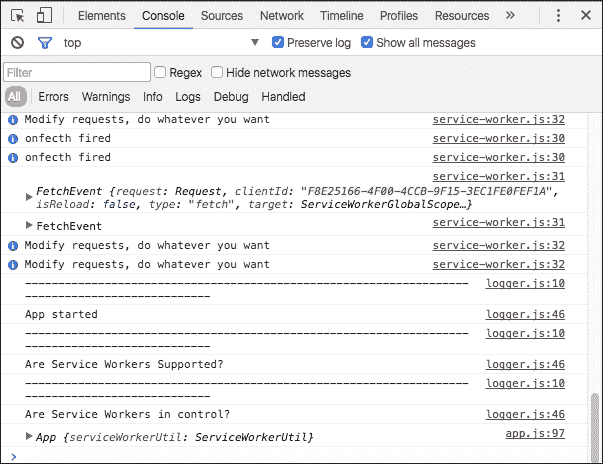 Elements Console Sources Network Timeline Profiles Resources »
top Preserve log Show all messages
Filter Regex Hide network messages
All Errors Warnings Info Logs Debug Handled
Modify requests, do whatever you want service-worker.js:32
onfecth fired service-worker.js:30
onfecth fired service-worker.js:30
service-worker.js:31
FetchEvent {request: Request, clientId: "F8E25166-4F00-4CCB-9F15-3EC1FE0FEF1A",
isReload: false, type: "fetch", target: ServiceWorkerGlobalScope…}
FetchEvent service-worker.js:31
Modify requests, do whatever you want service-worker.js:32
Modify requests, do whatever you want service-worker.js:32
-------------------------------------------------------------------- logger.js:10
----------------------------
App started logger.js:46
-------------------------------------------------------------------- logger.js:10
----------------------------
Are Service Workers Supported? logger.js:46
-------------------------------------------------------------------- logger.js:10
----------------------------
Are Service Workers in control? logger.js:46
App {serviceWorkerUtil: ServiceWorkerUtil} app.js:97
>